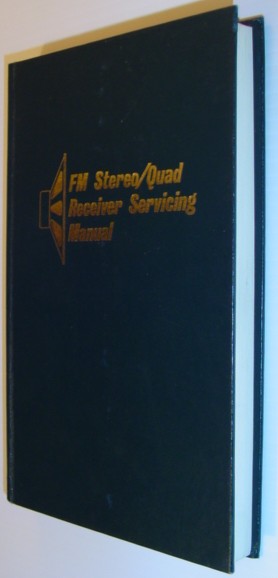 FM Stereo/Quad
Receiver Servicing
Manual